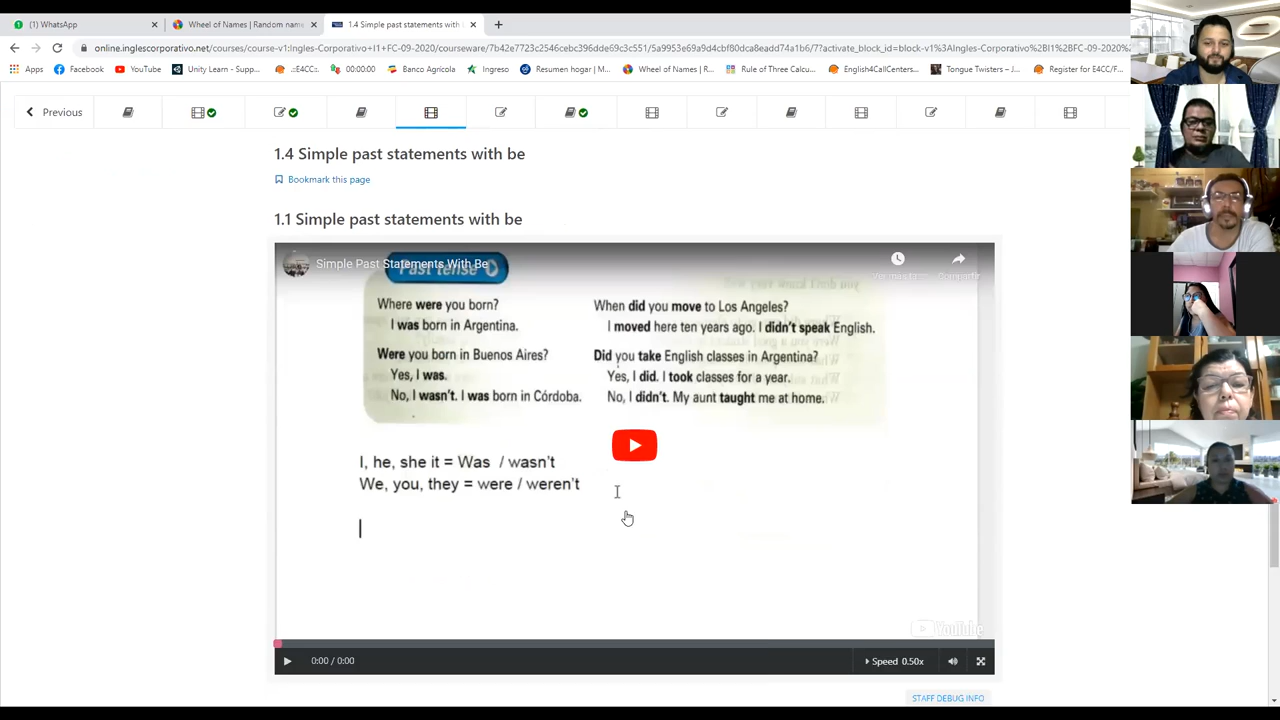 (1) WhatsApp
Wheel of Names | Random name
1.4 Simple past statements with
online.inglescorporativo.net/courses/course-v1:Ingles-Corporativo+I1+FC-09-2020/courseware/7b42e7723c2546cebc396dde69c3c551/5a9953e69a9d4cbf80dca8eadd74a1b6/7?activate_block_id=block-v1%3AIngles-Corporativo%2BI1%2BFC-09-2020%
Apps
Facebook
YouTube
Unity Learn - Supp...
.::E4CC::.
00:00:00
Banco Agrícola
Ingreso
Resumen hogar | M...
Wheel of Names | R...
Rule of Three Calcu...
English4CallCenters...
Tongue Twisters – J...
Register for E4CC/F...
Previous
1.4 Simple past statements with be
Bookmark this page
1.1 Simple past statements with be
Simple Past Statements With Be
Past tense
Where were you born?
I was born in Argentina.
Were you born in Buenos Aires?
Yes, I was.
No, I wasn't. I was born in Córdoba.
When did you move to Los Angeles?
I moved here ten years ago. I didn't speak English.
Did you take English classes in Argentina?
Yes, I did. I took classes for a year.
No, I didn't. My aunt taught me at home.
I, he, she it = Was / wasn't
We, you, they = were / weren't
YouTube
0:00 / 0:00
Speed 0.50x
STAFF DEBUG INFO